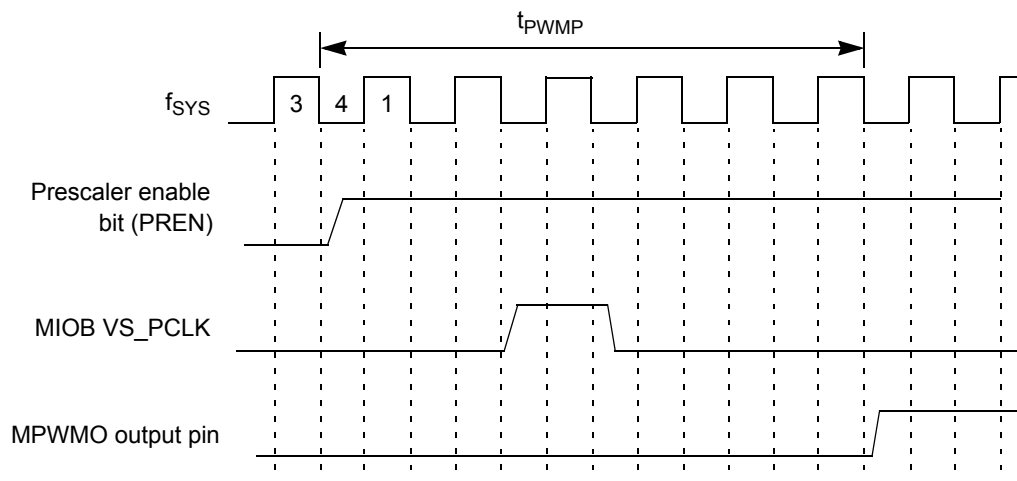 tPWMP
fSYS
3 4 1
Prescaler enable
bit (PREN)
MIOB VS_PCLK
MPWMO output pin